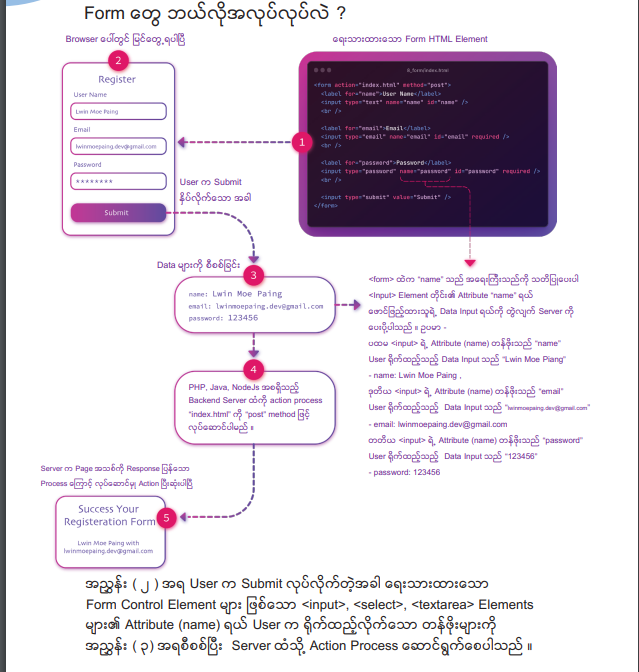 Form တွေ ဘယ်လိုအလုပ်လုပ်လဲ ?
Browser ပေါ်တွင် မြင်တွေ့ရပါပြီ
ရေးသားထားသော Form HTML Element
2
Register
User Name
Lwin Moe Paing
Email
lwinmoepaing.dev@gmail.com
Password
********
Submit
6_form/index.html
<form action="index.html" method="post">
<label for="name">User Name</label>
<input type="text" name="name" id="name" />
<br />
<label for="email">Email</label>
<input type="email" name="email" id="email" required />
<br />
<label for="password">Password</label>
<input type="password" name="password" id="password" required />
<br />
<input type="submit" value="Submit" />
</form>
1
User က Submit
နှိပ်လိုက်သော အခါ
Data များကို စီစစ်ခြင်း
3
name: Lwin Moe Paing
email: lwinmoepaing.dev@gmail.com
password: 123456
<form> ထဲက "name" သည် အရေးကြီးသည်ကို သတိပြုပေးပါ
<Input> Element တိုင်း၏ Attribute "name" ရယ်
ဖောင်ဖြည့်ထားသူရဲ့ Data Input ရယ်ကို တွဲလျက် Server ကို
ပေးပို့ပါသည် ။ ဥပမာ -
ပထမ <input> ရဲ့ Attribute (name) တန်ဖိုးသည် "name"
User ရိုက်ထည့်သည့် Data Input သည် "Lwin Moe Piang"
- name: Lwin Moe Paing ,
ဒုတိယ <input> ရဲ့ Attribute (name) တန်ဖိုးသည် "email"
User ရိုက်ထည့်သည့် Data Input သည် "lwinmoepaing.dev@gmail.com"
- email: lwinmoepaing.dev@gmail.com
တတိယ <input> ရဲ့ Attribute (name) တန်ဖိုးသည် "password"
User ရိုက်ထည့်သည့် Data Input သည် "123456"
- password: 123456
4
PHP, Java, NodeJs အစရှိသည့်
Backend Server ထံကို action process
"index.html" ကို "post" method ဖြင့်
လုပ်ဆောင်ပါမည် ။
Server က Page အသစ်ကို Response ပြန်သော
Process ကြောင့် လုပ်ဆောင်မှု Action ပြီးဆုံးပါပြီ
Success Your
Registeration Form
5
Lwin Moe Paing with
lwinmoepaing.dev@gmail.com
အညွှန်း ( ၂ ) အရ User က Submit လုပ်လိုက်တဲ့အခါ ရေးသားထားသော
Form Control Element များ ဖြစ်သော <input>, <select>, <textarea> Elements
များ၏ Attribute (name) ရယ် User က ရိုက်ထည့်လိုက်သော တန်ဖိုးများကို
အညွှန်း ( ၃ ) အရစီစစ်ပြီး Server ထံသို့ Action Process ဆောင်ရွက်စေပါသည် ။